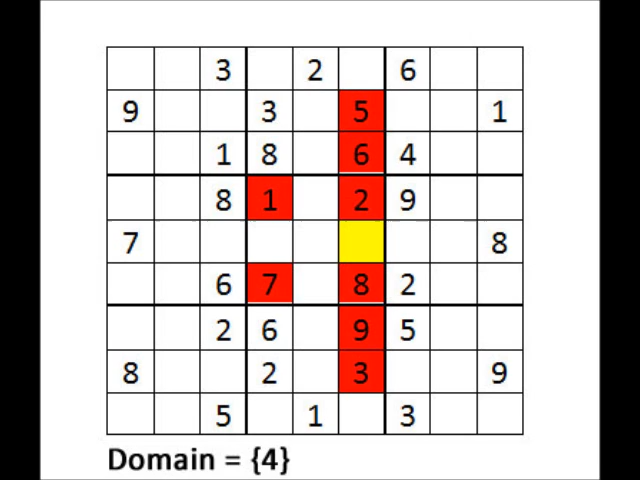 3 2 6
9 3 5 1
1 8 6 4
8 1 2 9
7 8
6 7 8 2
2 6 9 5
8 2 3 9
5 1 3
Domain = {4}